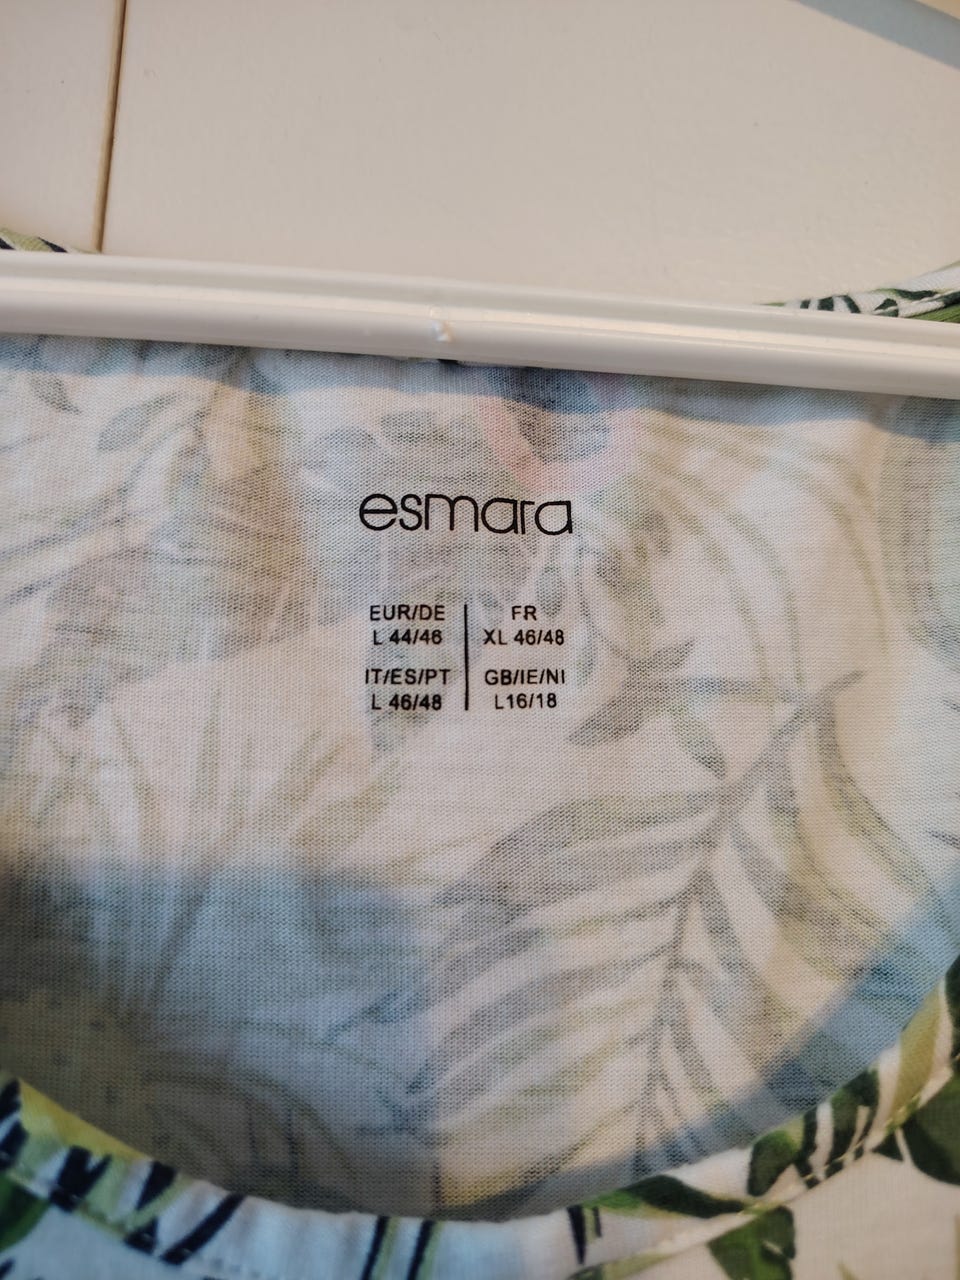 esmara
EUR/DE
L 44/46
FR
XL 46/48
IT/ES/PT
L 46/48
GB/IE/NI
L16/18